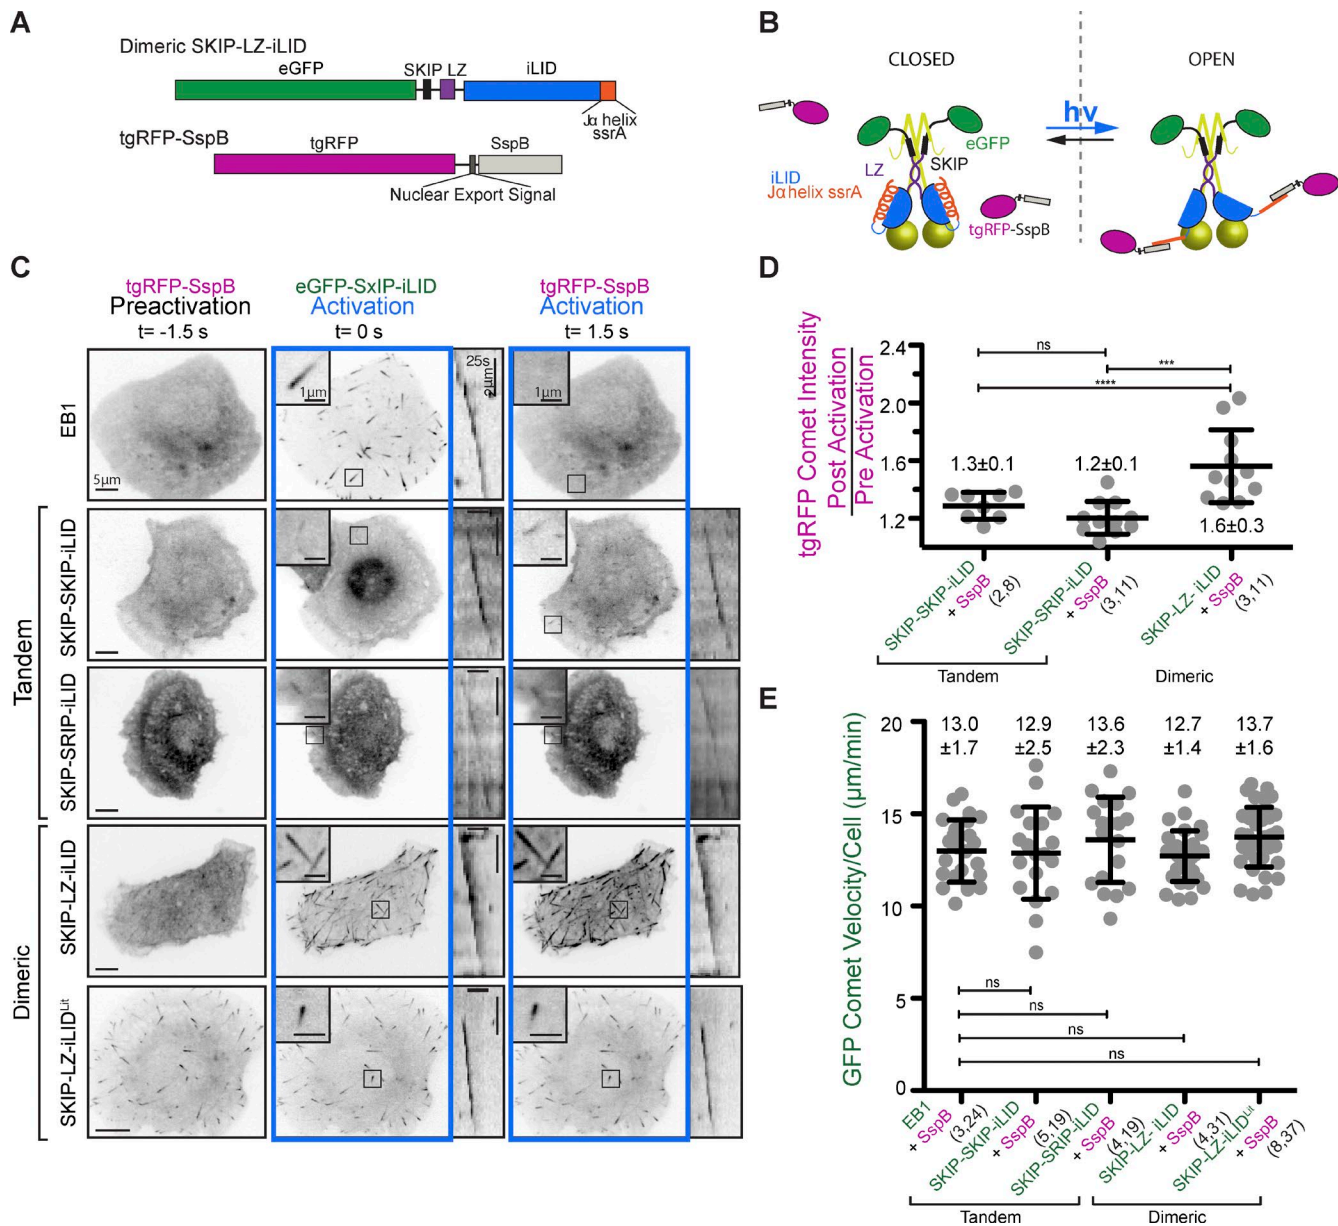 A
Dimeric SKIP-LZ-iLID
eGFP
SKIP LZ
iLID
Jα helix
ssrA
tgRFP-SspB
tgRFP
SspB
Nuclear Export Signal
B
CLOSED
OPEN
hν
eGFP
SKIP
LZ
iLID
Jα helix ssrA
tgRFP-SspB
C
tgRFP-SspB
Preactivation
t= -1.5 s
eGFP-SxIP-iLID
Activation
t= 0 s
tgRFP-SspB
Activation
t= 1.5 s
EB1
5μm
1μm
25s
2μm
1μm
Tandem
SKIP-SKIP-iLID
SKIP-SRIP-iLID
Dimeric
SKIP-LZ-iLID
SKIP-LZ-iLIDLit
D
tgRFP Comet Intensity
Post Activation
Pre Activation
2.4
2.0
1.6
1.2
ns
***
****
1.3±0.1
1.2±0.1
1.6±0.3
SKIP-SKIP-iLID
+ SspB
(2,8)
SKIP-SRIP-iLID
+ SspB
(3,11)
SKIP-LZ- iLID
+ SspB
(3,11)
Tandem
Dimeric
E
GFP Comet Velocity/Cell (μm/min)
20
15
10
5
0
13.0
±1.7
12.9
±2.5
13.6
±2.3
12.7
±1.4
13.7
±1.6
ns
ns
ns
ns
EB1
+ SspB
(3,24)
SKIP-SKIP-iLID
+ SspB
(5,19)
SKIP-SRIP-iLID
+ SspB
(4,19)
SKIP-LZ- iLID
+ SspB
(4,31)
SKIP-LZ-iLIDLit
+ SspB
(8,37)
Tandem
Dimeric